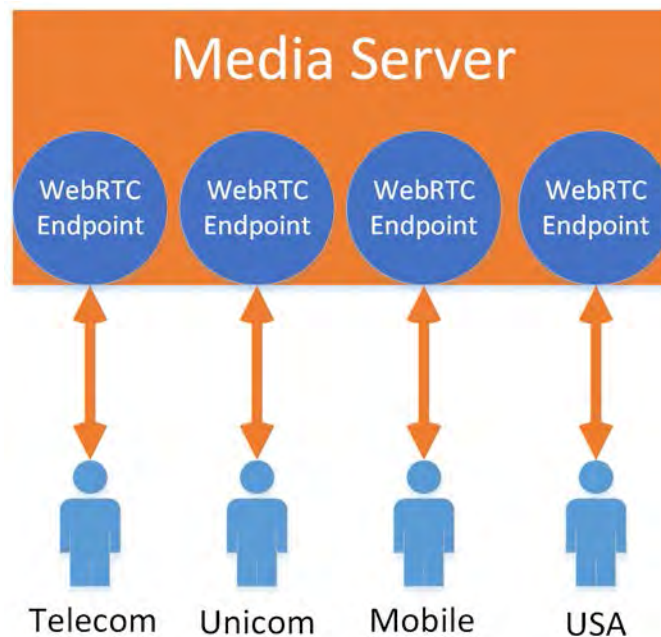 Media Server
WebRTC
Endpoint
WebRTC
Endpoint
WebRTC
Endpoint
WebRTC
Endpoint
Telecom
Unicom
Mobile
USA